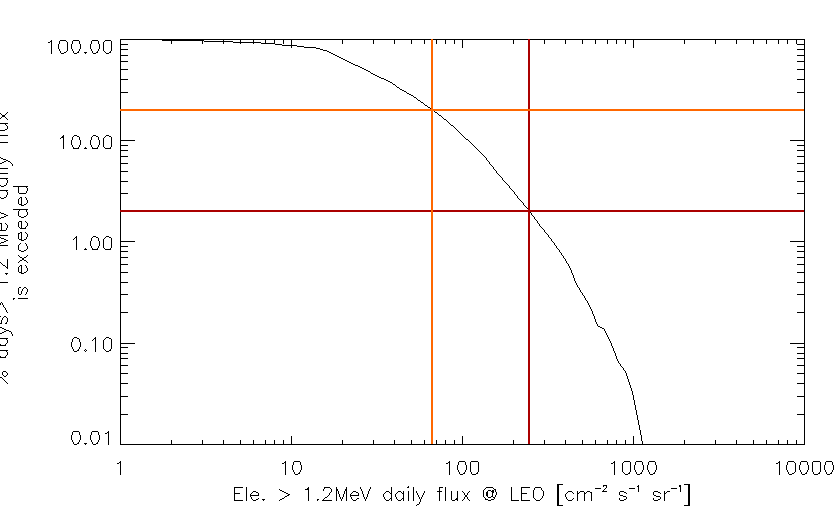 100.00
10.00
1.00
0.10
0.01
% days> 1.2 MeV daily flux
is exceeded
1 10 100 1000 10000
Ele. > 1.2MeV daily flux @ LEO [cm⁻² s⁻¹ sr⁻¹]